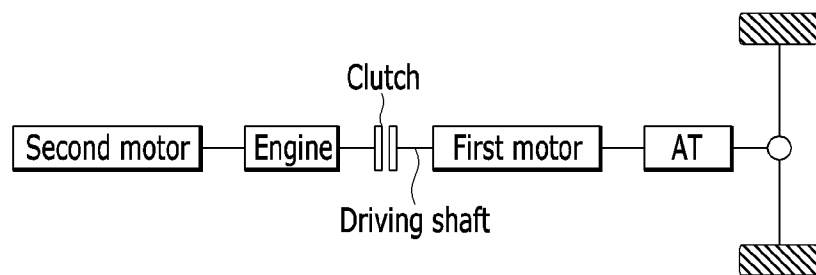 Clutch
Second motor
Engine
First motor
AT
Driving shaft